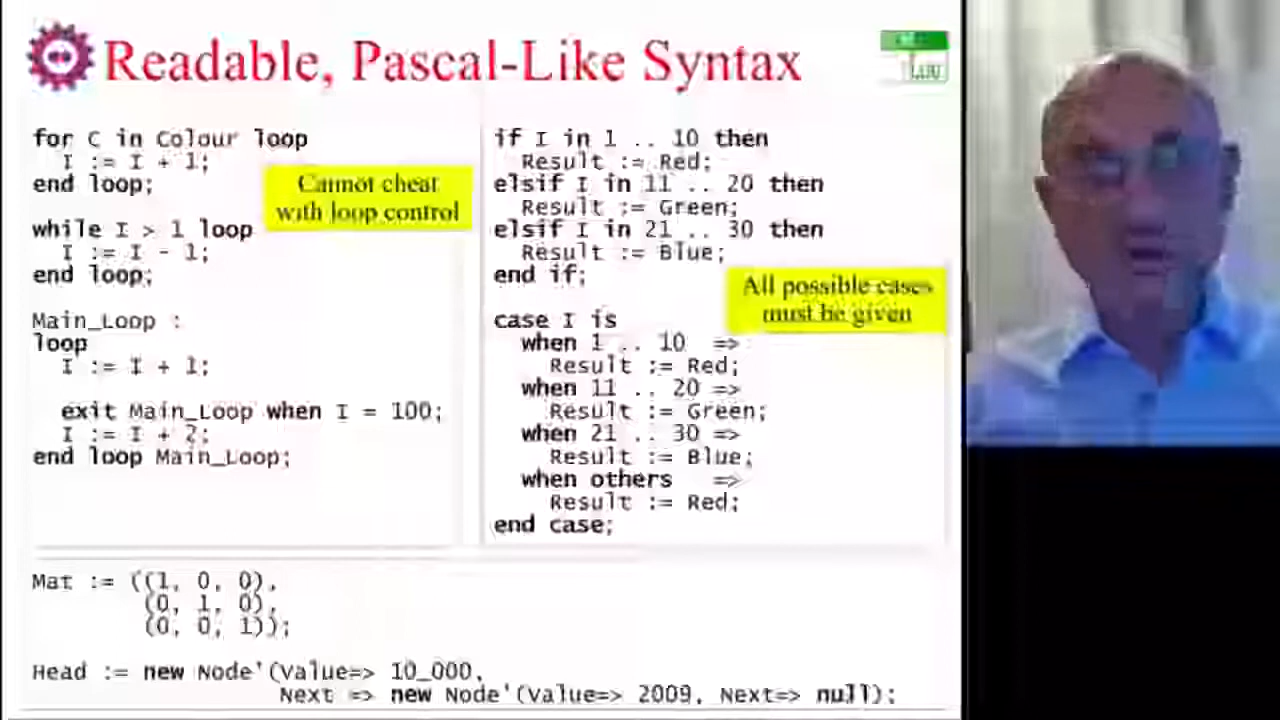 Readable, Pascal-Like Syntax
for C in Colour loop
I := I + 1;
end loop;
Cannot cheat
with loop control
while I > 1 loop
I := I - 1;
end loop;
Main_Loop :
loop
I := I + 1;
exit Main_Loop when I = 100;
I := I + 2;
end loop Main_Loop;
if I in 1 .. 10 then
Result := Red;
elsif I in 11 .. 20 then
Result := Green;
elsif I in 21 .. 30 then
Result := Blue;
end if;
All possible cases
must be given
case I is
when 1 .. 10 =>
Result := Red;
when 11 .. 20 =>
Result := Green;
when 21 .. 30 =>
Result := Blue;
when others =>
Result := Red;
end case;
Mat := ((1, 0, 0),
(0, 1, 0),
(0, 0, 1));
Head := new Node'(Value=> 10_000,
Next => new Node'(Value=> 2009, Next=> null);